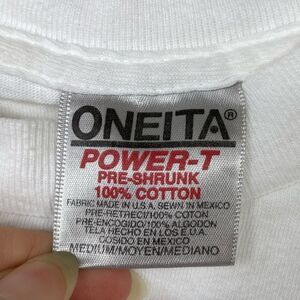 ONEITA®
POWER-T
PRE-SHRUNK
100% COTTON
FABRIC MADE IN U.S.A. SEWN IN MEXICO
PRE-RETRECI/100% COTON
PRE-ENCOGIDO/100% ALGODON
TELA HECHO EN LOS E.U.A.
COSIDO EN MEXICO
MEDIUM/MOYEN/MEDIANO